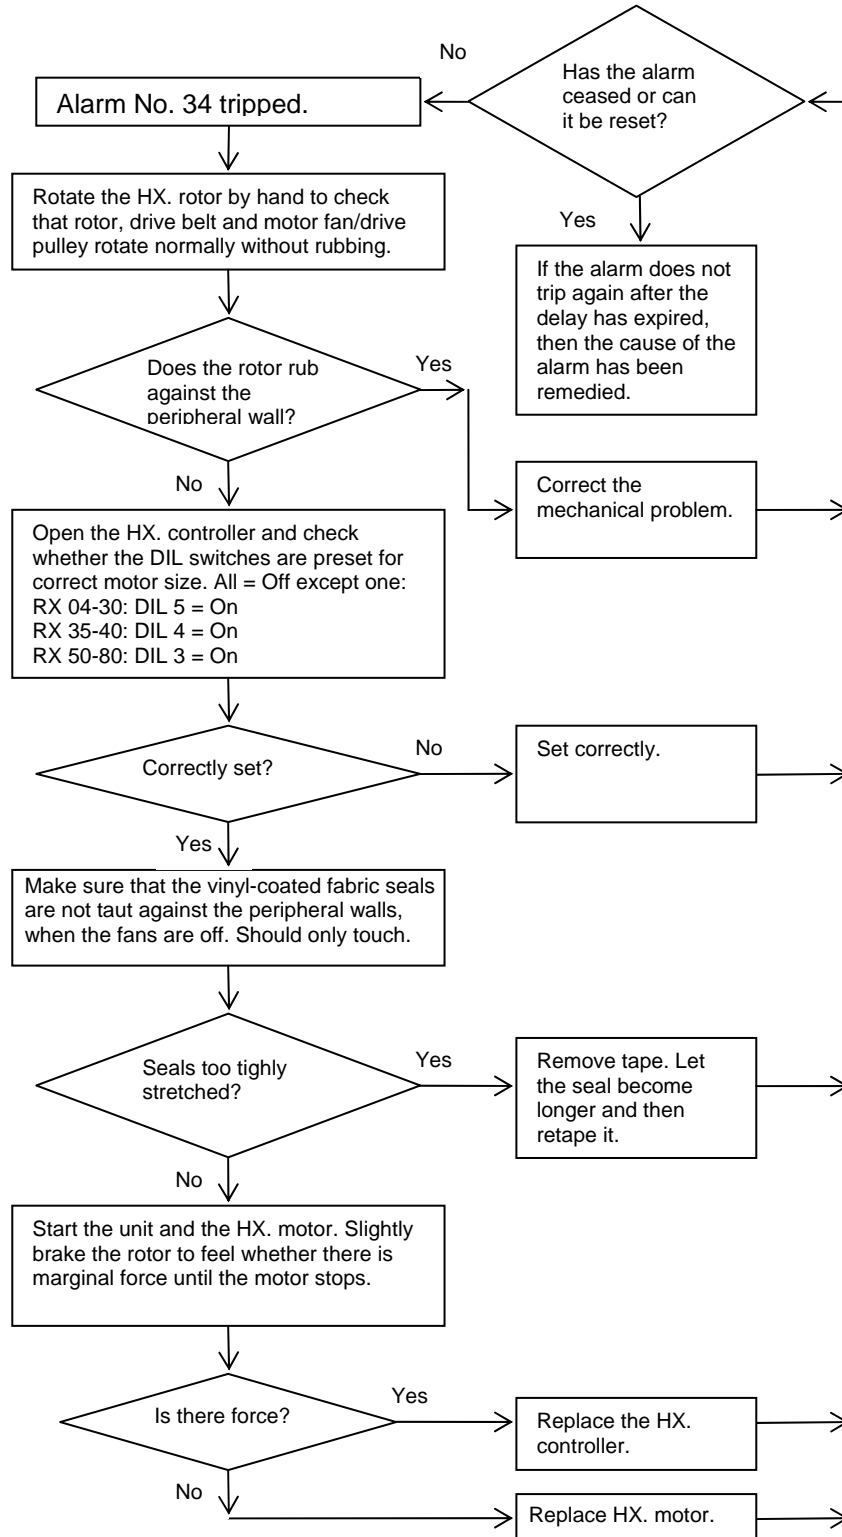 No
Has the alarm
ceased or can
it be reset?
Alarm No. 34 tripped.
Rotate the HX. rotor by hand to check
that rotor, drive belt and motor fan/drive
pulley rotate normally without rubbing.
Yes
If the alarm does not
trip again after the
delay has expired,
then the cause of the
alarm has been
remedied.
Does the rotor rub
against the
peripheral wall?
Yes
No
Correct the
mechanical problem.
Open the HX. controller and check
whether the DIL switches are preset for
correct motor size. All = Off except one:
RX 04-30: DIL 5 = On
RX 35-40: DIL 4 = On
RX 50-80: DIL 3 = On
Correctly set?
No
Set correctly.
Yes
Make sure that the vinyl-coated fabric seals
are not taut against the peripheral walls,
when the fans are off. Should only touch.
Seals too tighly
stretched?
Yes
Remove tape. Let
the seal become
longer and then
retape it.
No
Start the unit and the HX. motor. Slightly
brake the rotor to feel whether there is
marginal force until the motor stops.
Is there force?
Yes
Replace the HX.
controller.
No
Replace HX. motor.